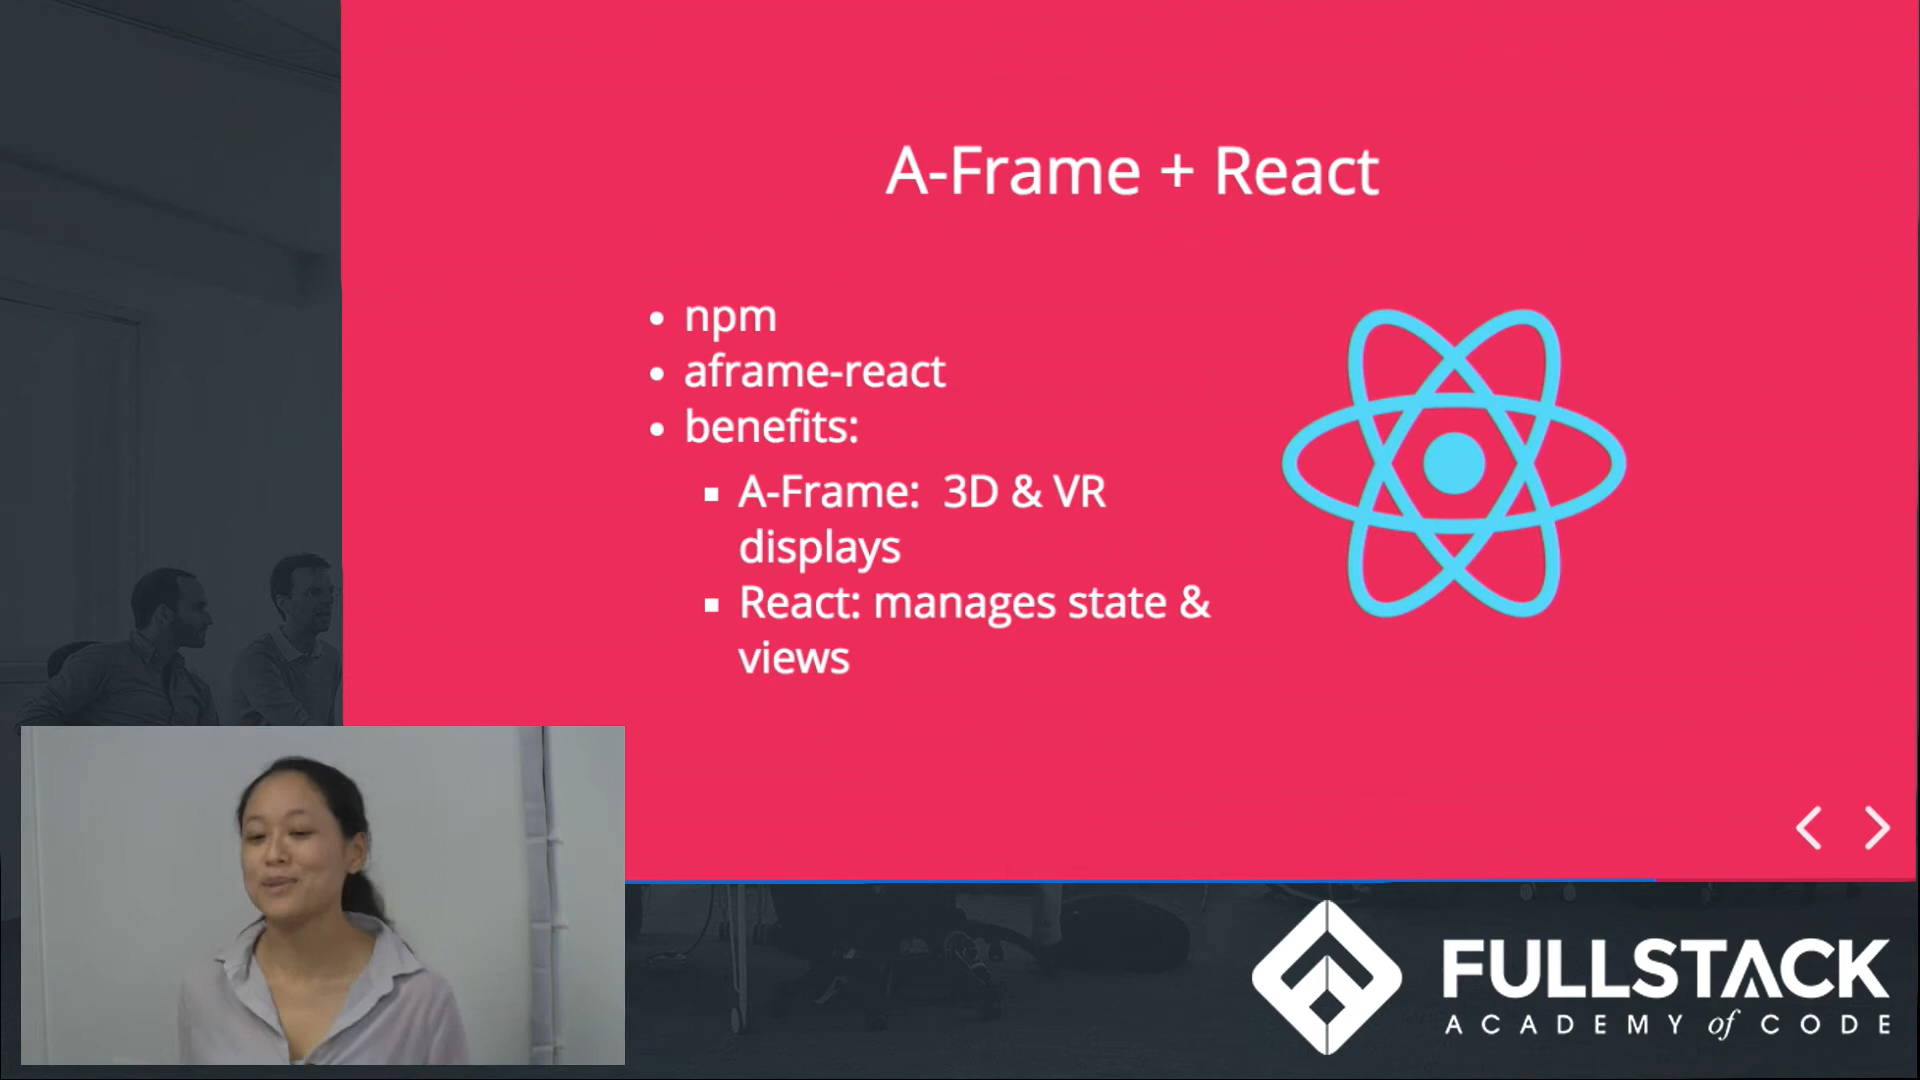 A-Frame + React
• npm
• aframe-react
• benefits:
▪ A-Frame:  3D & VR
displays
▪ React: manages state &
views
FULLSTACK
ACADEMY of CODE